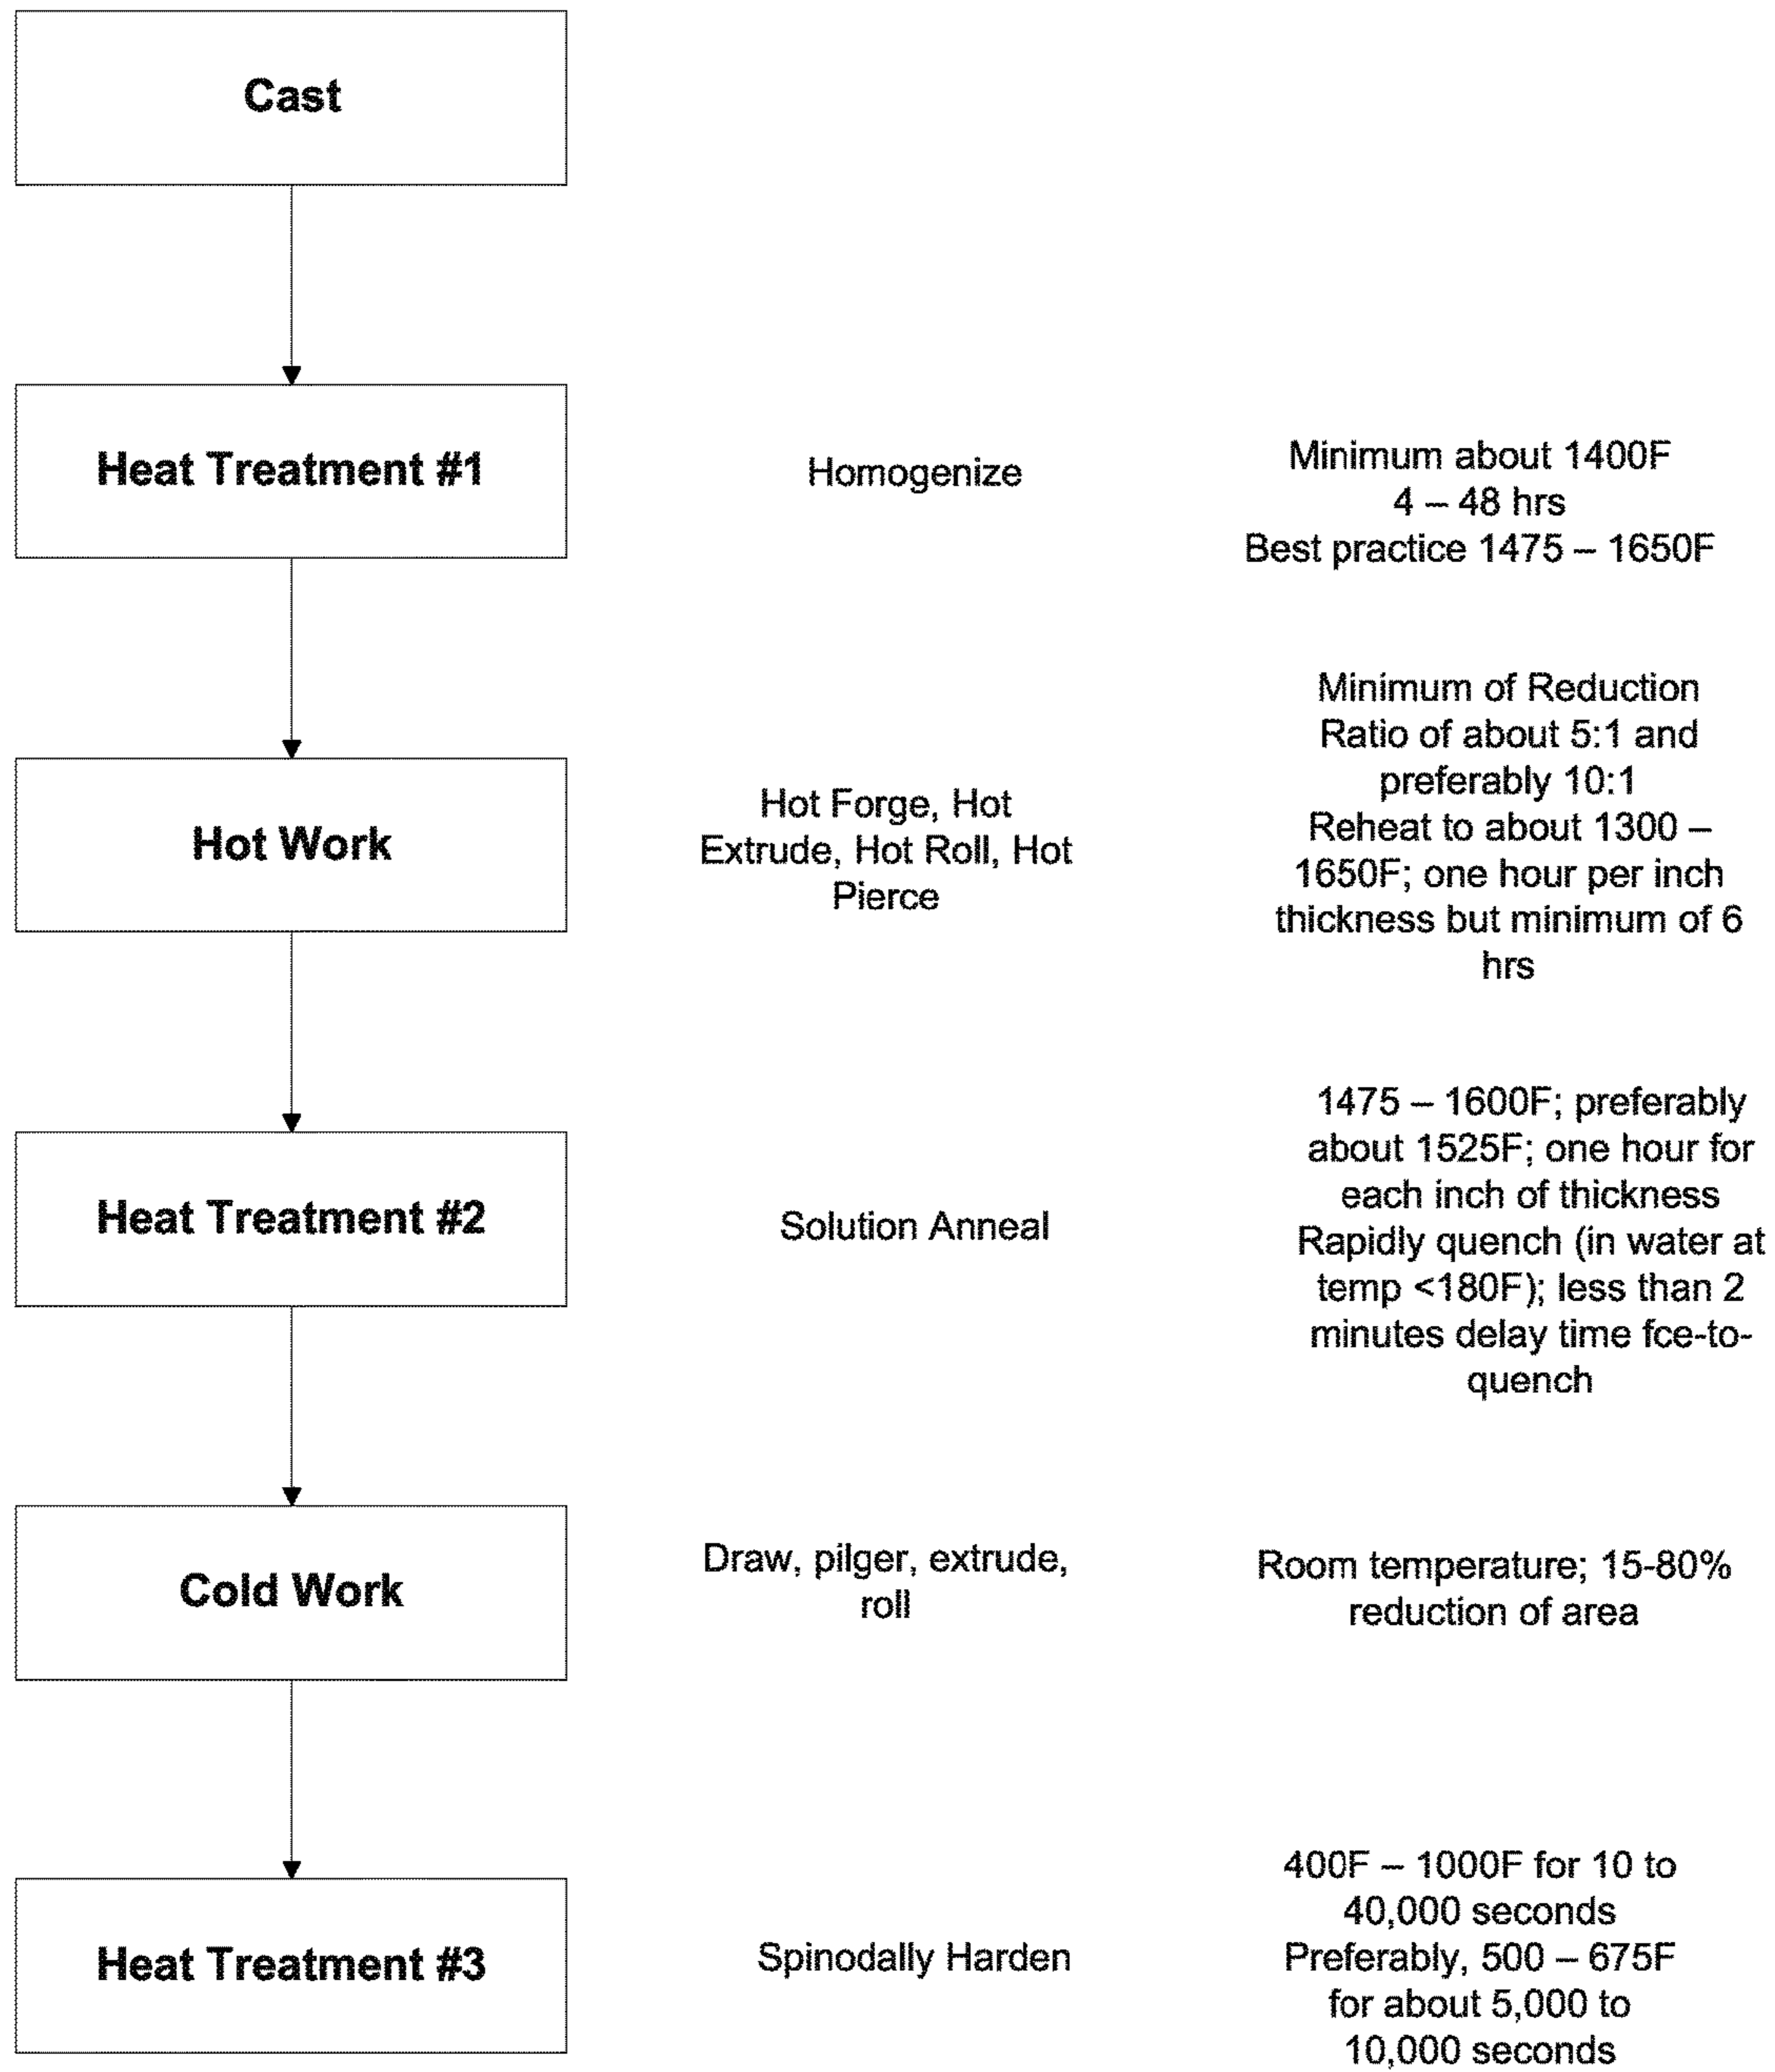 Cast
Heat Treatment #1
Homogenize
Minimum about 1400F
4 – 48 hrs
Best practice 1475 – 1650F
Hot Work
Hot Forge, Hot
Extrude, Hot Roll, Hot
Pierce
Minimum of Reduction
Ratio of about 5:1 and
preferably 10:1
Reheat to about 1300 –
1650F; one hour per inch
thickness but minimum of 6
hrs
Heat Treatment #2
Solution Anneal
1475 – 1600F; preferably
about 1525F; one hour for
each inch of thickness
Rapidly quench (in water at
temp <180F); less than 2
minutes delay time fce-to-
quench
Cold Work
Draw, pilger, extrude,
roll
Room temperature; 15-80%
reduction of area
Heat Treatment #3
Spinodally Harden
400F – 1000F for 10 to
40,000 seconds
Preferably, 500 – 675F
for about 5,000 to
10,000 seconds